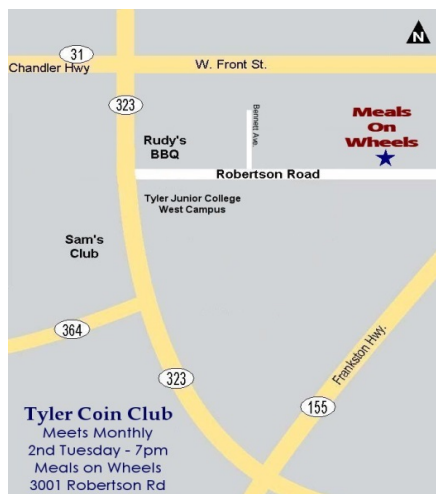 N
31
Chandler Hwy
W. Front St.
323
Rudy's
BBQ
Bennett Ave.
Meals
On
Wheels
Robertson Road
Tyler Junior College
West Campus
Sam's
Club
364
323
Frankston Hwy.
155
Tyler Coin Club
Meets Monthly
2nd Tuesday - 7pm
Meals on Wheels
3001 Robertson Rd